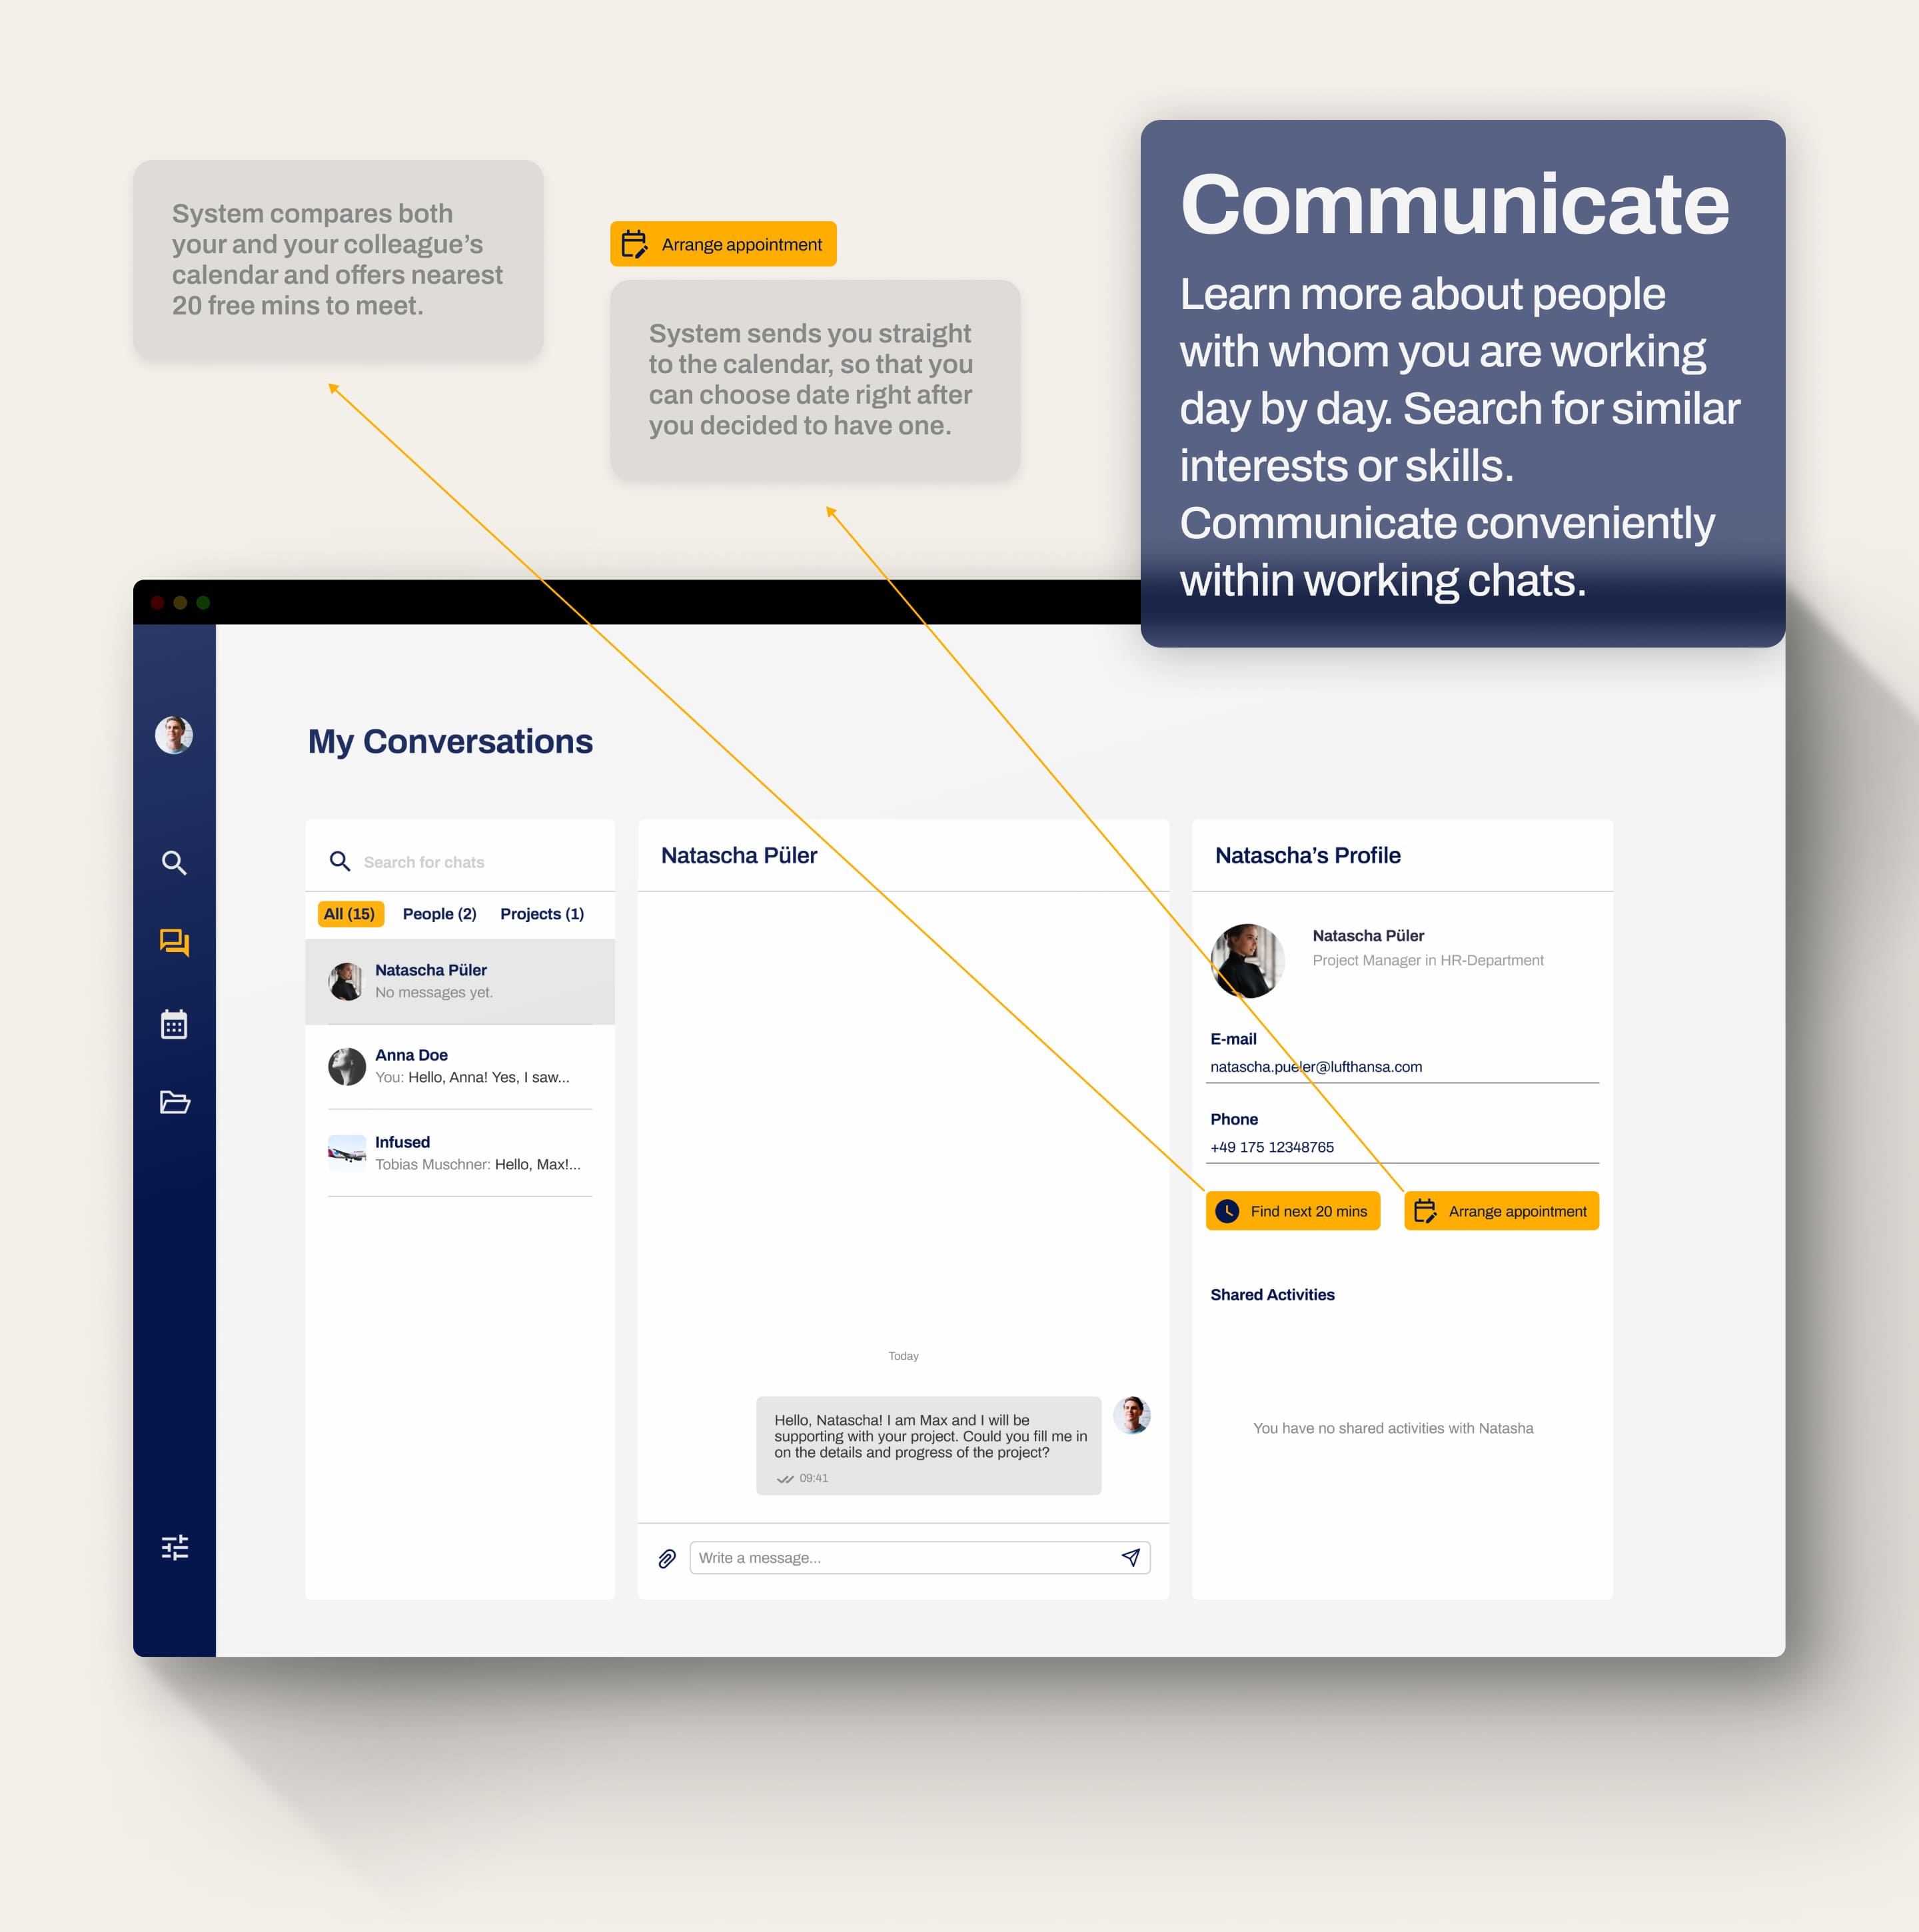 System compares both
your and your colleague’s
calendar and offers nearest
20 free mins to meet.
Arrange appointment
System sends you straight
to the calendar, so that you
can choose date right after
you decided to have one.
Communicate
Learn more about people
with whom you are working
day by day. Search for similar
interests or skills.
Communicate conveniently
within working chats.
My Conversations
Search for chats
All (15) People (2) Projects (1)
Natascha Püler
No messages yet.
Anna Doe
You: Hello, Anna! Yes, I saw...
Infused
Tobias Muschner: Hello, Max!...
Natascha Püler
Today
Hello, Natascha! I am Max and I will be
supporting with your project. Could you fill me in
on the details and progress of the project?
09:41
Write a message...
Natascha’s Profile
Natascha Püler
Project Manager in HR-Department
E-mail
natascha.pueler@lufthansa.com
Phone
+49 175 12348765
Find next 20 mins
Arrange appointment
Shared Activities
You have no shared activities with Natasha